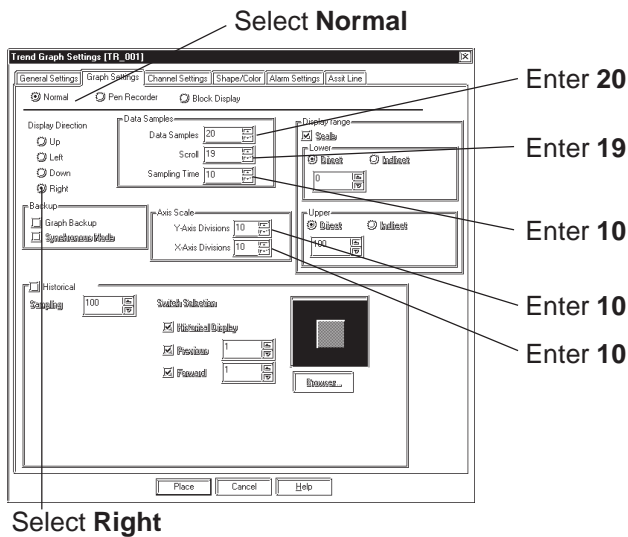 Select Normal
Trend Graph Settings [TR_001]
General Settings Graph Settings Channel Settings Shape/Color Alarm Settings Assit Line
Normal Pen Recorder Block Display
Enter 20
Display Direction
Up
Left
Down
Right
Data Samples
Data Samples 20
Scroll 19
Sampling Time 10
Display range
Scale
Lower
Direct Indirect
0
Enter 19
Backup
Graph Backup
Synchronous Mode
Axis Scale
Y-Axis Divisions 10
X-Axis Divisions 10
Upper
Direct Indirect
100
Enter 10
Historical
Sampling 100
Switch Selection
Historical Display
Previous 1
Forward 1
Browser...
Enter 10
Enter 10
Place Cancel Help
Select Right